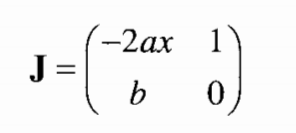 J = ( -2ax 1
b 0 )